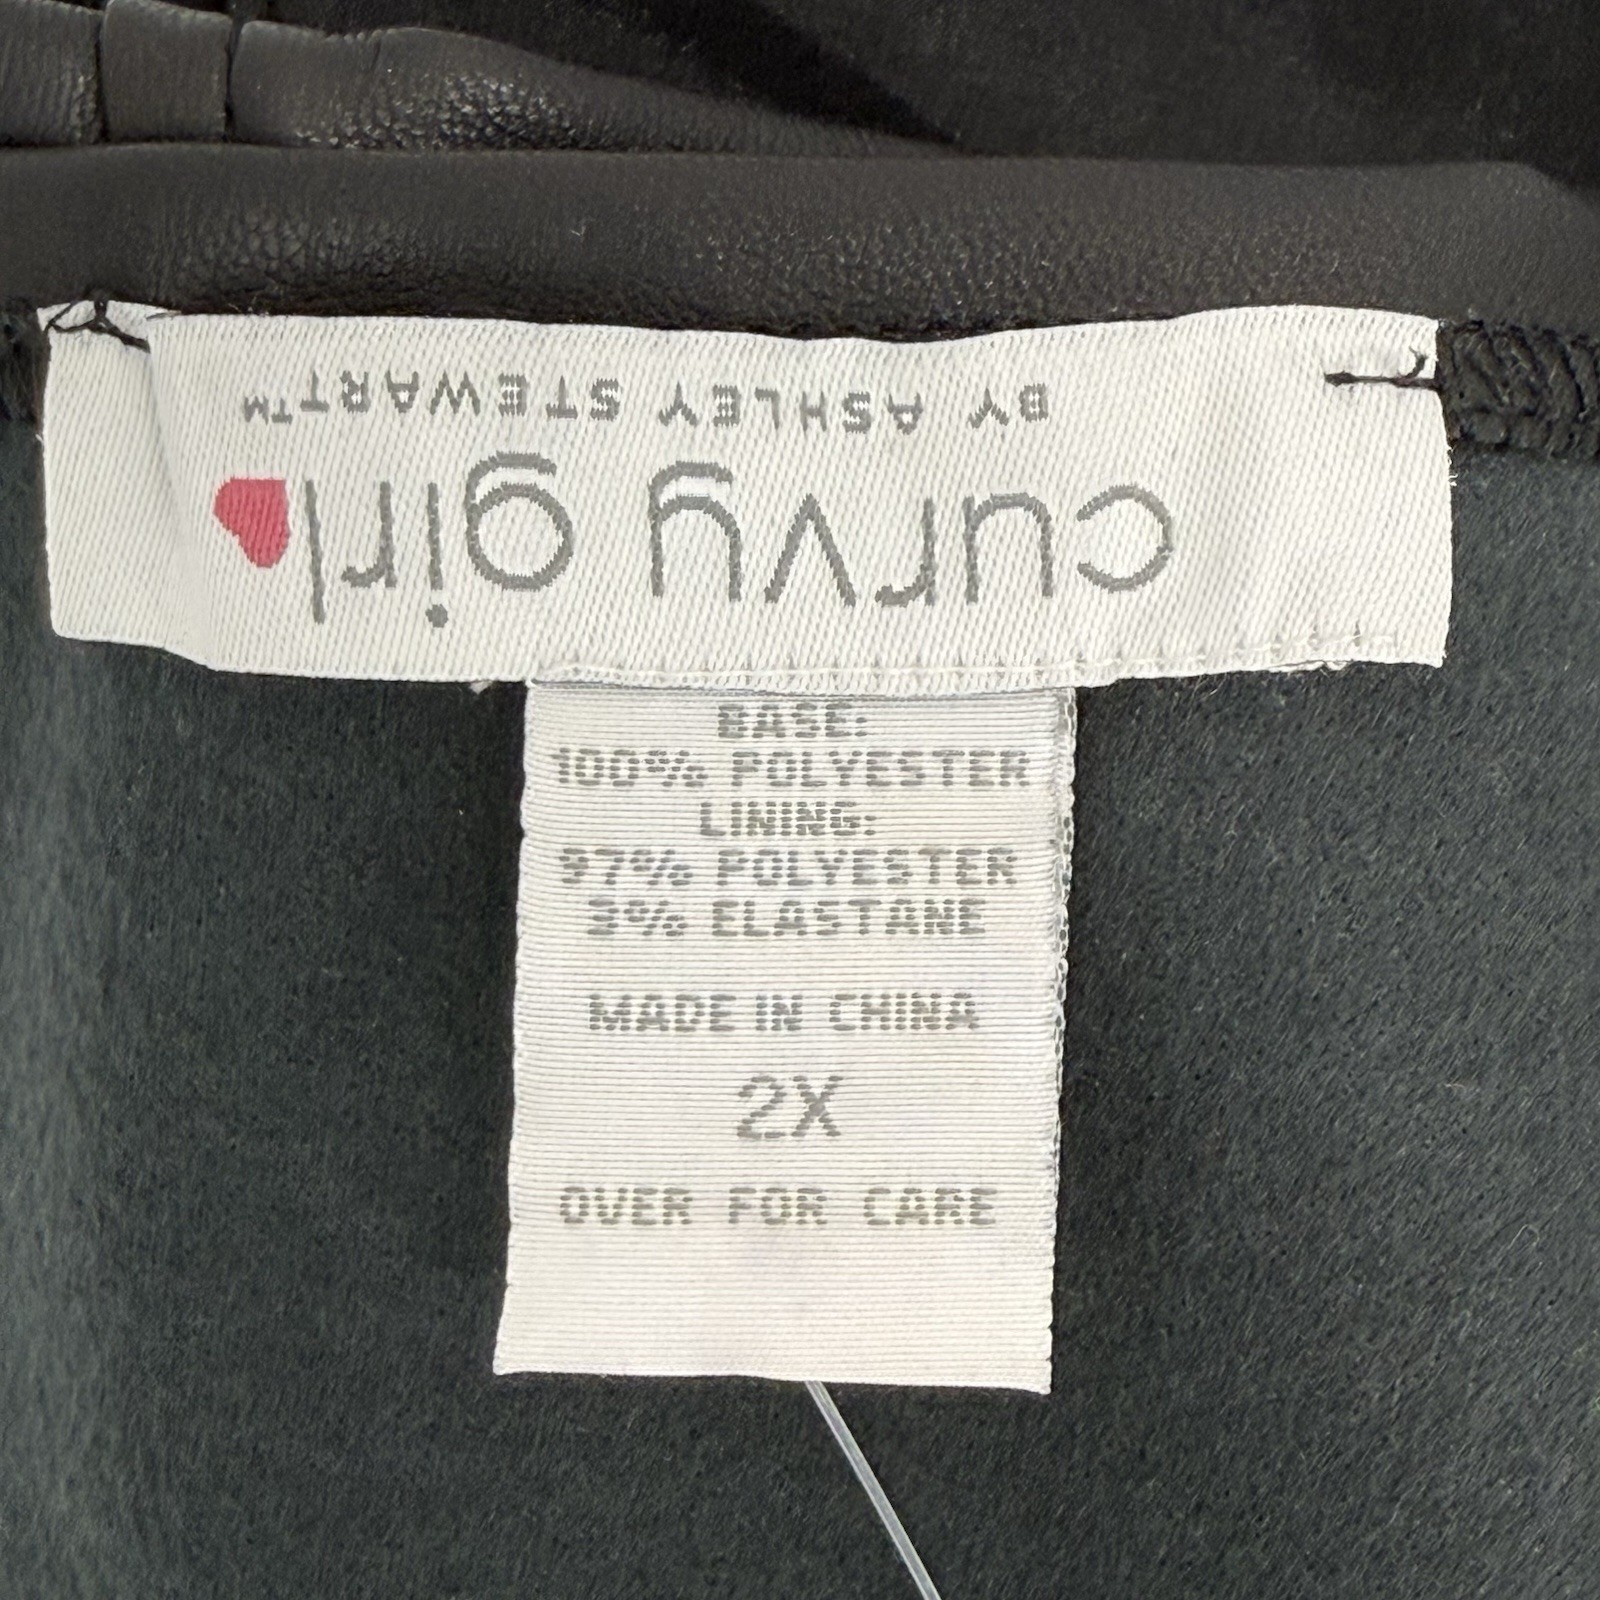 curvy girl
BY ASHLEY STEWART™
BASE:
100% POLYESTER
LINING:
97% POLYESTER
3% ELASTANE
MADE IN CHINA
2X
OVER FOR CARE